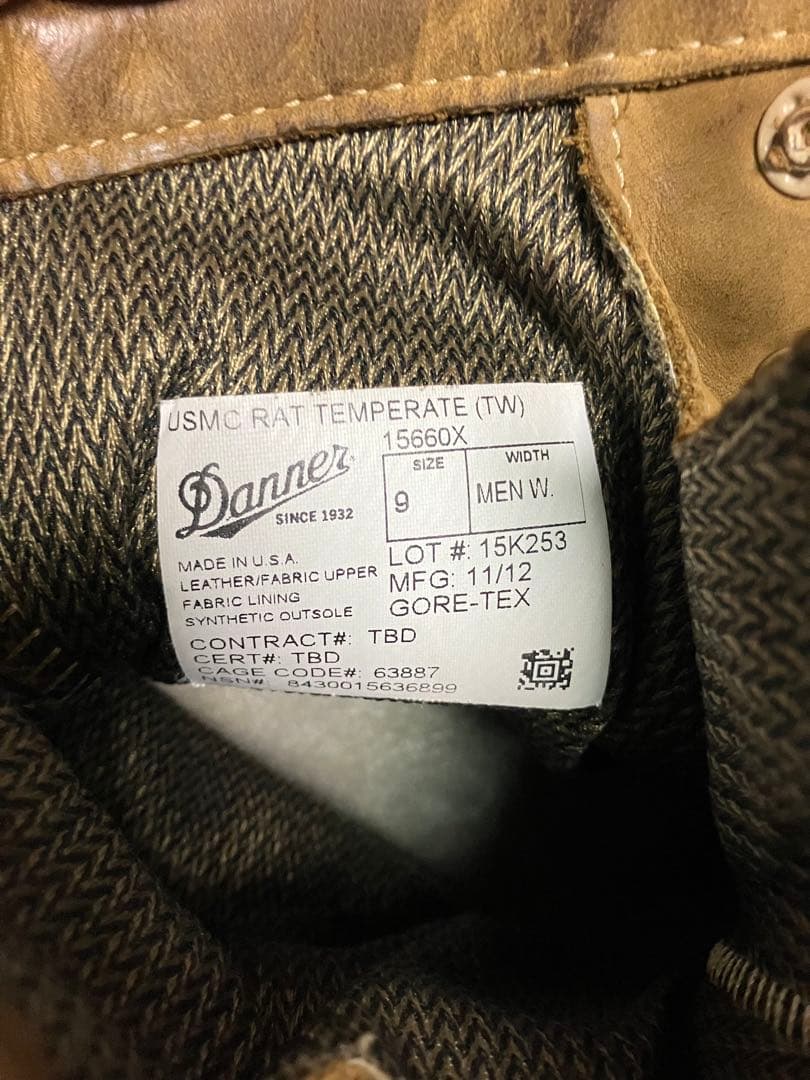 USMC RAT TEMPERATE (TW)
15660X
Danner
SINCE 1932
SIZE
9
WIDTH
MEN W.
LOT #: 15K253
MFG: 11/12
GORE-TEX
MADE IN U.S.A.
LEATHER/FABRIC UPPER
FABRIC LINING
SYNTHETIC OUTSOLE
CONTRACT#: TBD
CERT#: TBD
CAGE CODE#: 63887
NSN#: 8430015636899